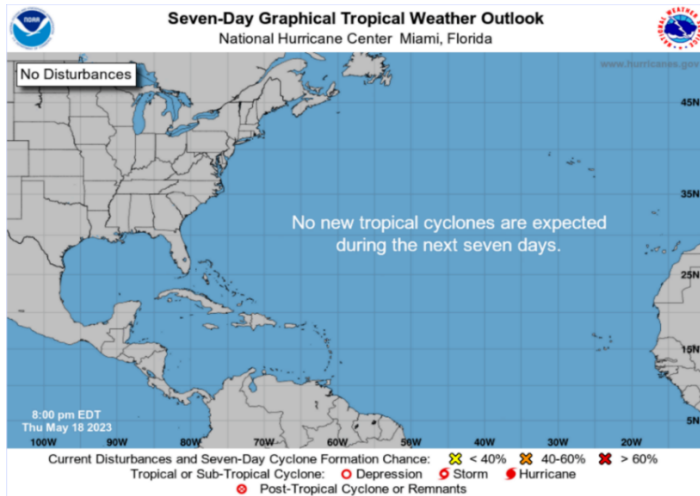 Seven-Day Graphical Tropical Weather Outlook
National Hurricane Center Miami, Florida
No Disturbances
www.hurricanes.gov
45N
35N
No new tropical cyclones are expected
during the next seven days.
25N
15N
8:00 pm EDT
Thu May 18 2023
5N
100W 90W 80W 70W 60W 50W 40W 30W 20W 10W
Current Disturbances and Seven-Day Cyclone Formation Chance: < 40% 40-60% > 60%
Tropical or Sub-Tropical Cyclone: Depression Storm Hurricane
Post-Tropical Cyclone or Remnants